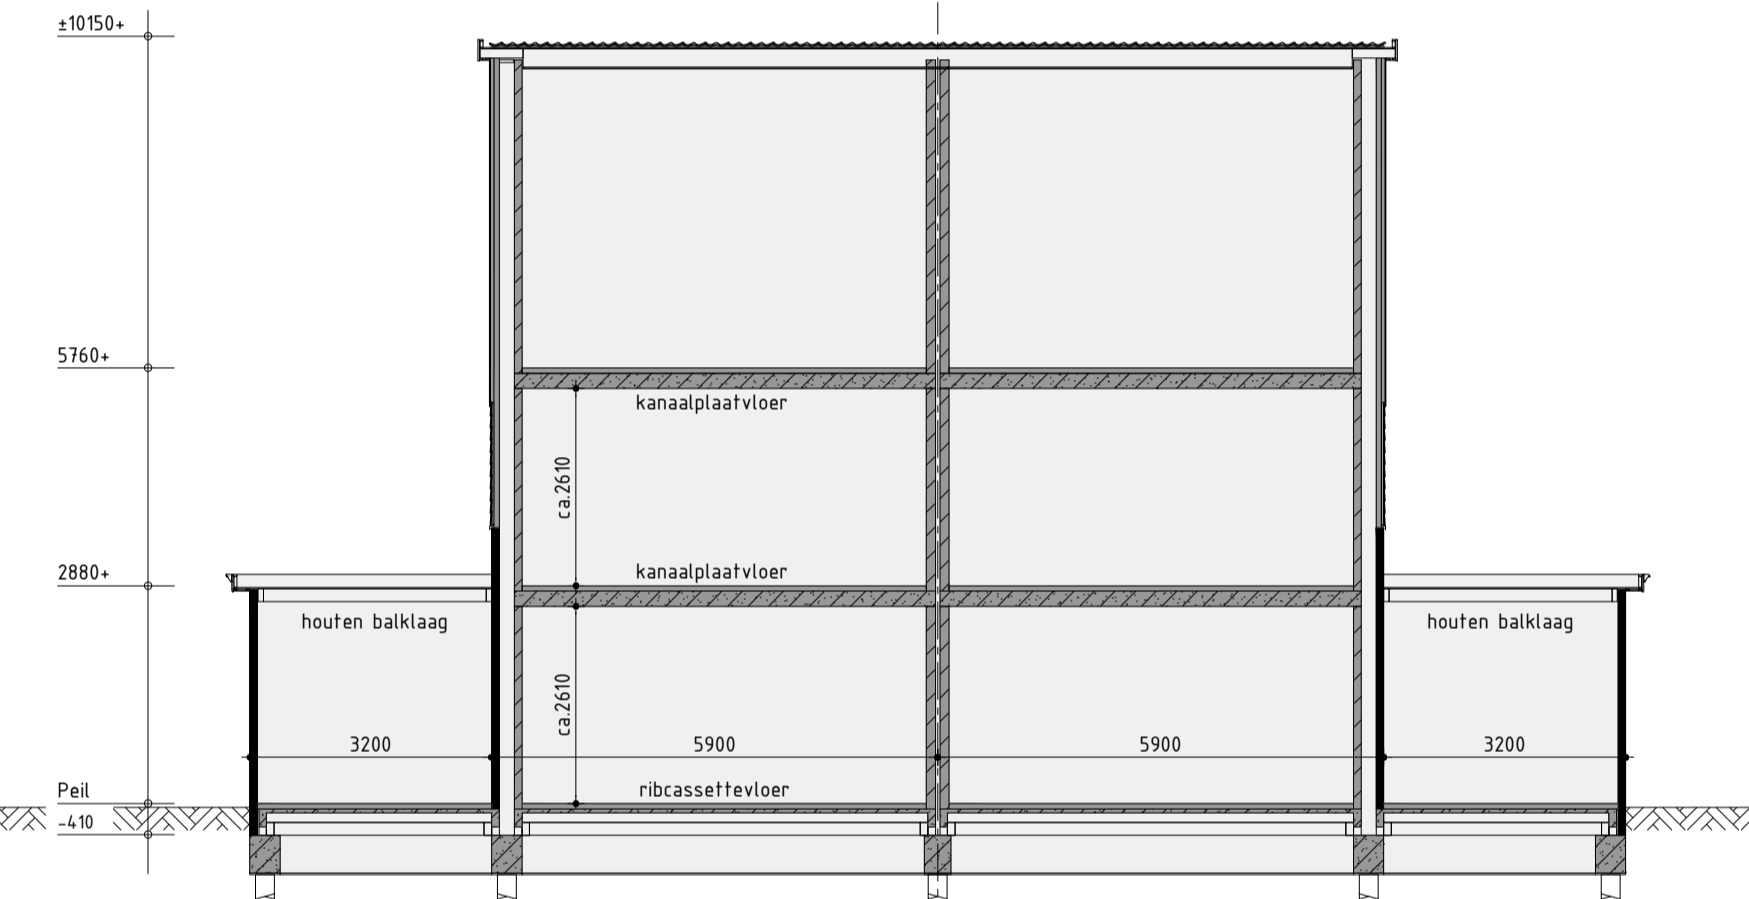 ±10150+
5760+
kanaalplaatvloer
ca.2610
2880+
kanaalplaatvloer
houten balklaag
houten balklaag
ca.2610
3200
5900
5900
3200
Peil
ribcassettevloer
-410